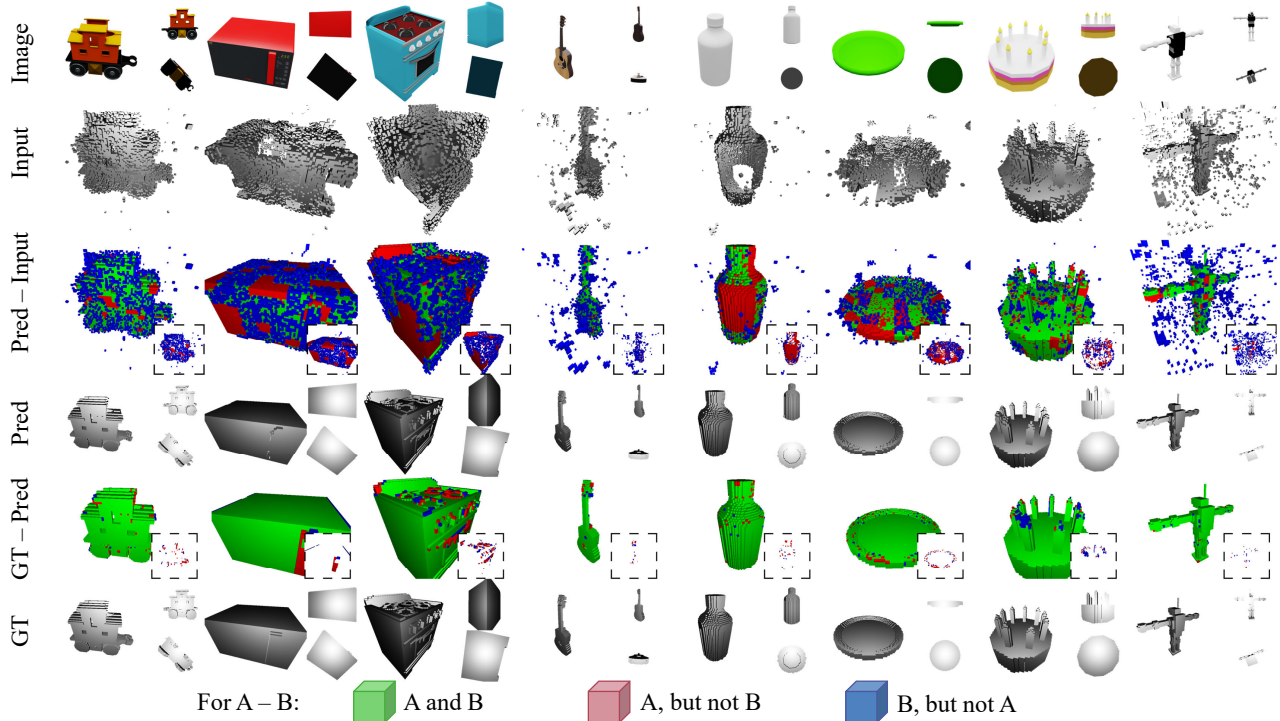 Image
Input
Pred – Input
Pred
GT – Pred
GT
For A – B: A and B A, but not B B, but not A